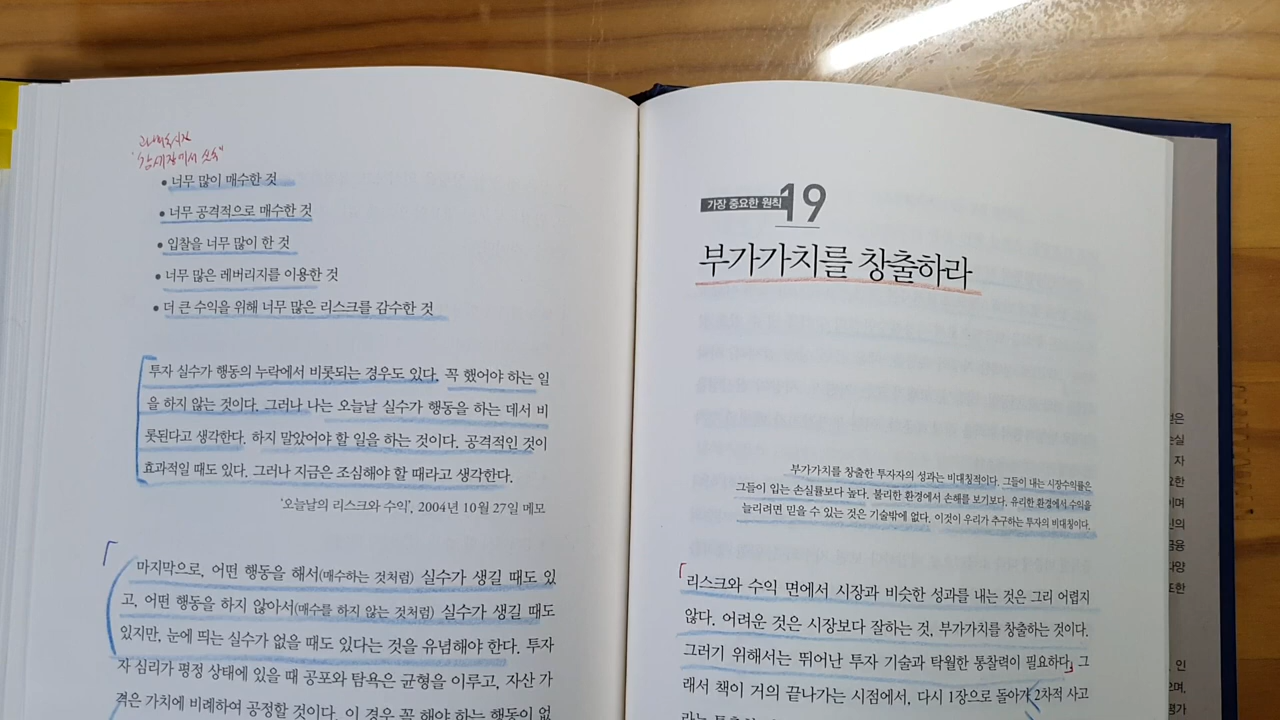 • 너무 많이 매수한 것
• 너무 공격적으로 매수한 것
• 입찰을 너무 많이 한 것
• 너무 많은 레버리지를 이용한 것
• 더 큰 수익을 위해 너무 많은 리스크를 감수한 것
투자 실수가 행동의 누락에서 비롯되는 경우도 있다. 꼭 했어야 하는 일
을 하지 않는 것이다. 그러나 나는 오늘날 실수가 행동을 하는 데서 비
롯된다고 생각한다. 하지 말았어야 할 일을 하는 것이다. 공격적인 것이
효과적일 때도 있다. 그러나 지금은 조심해야 할 때라고 생각한다.
'오늘날의 리스크와 수익', 2004년 10월 27일 메모
마지막으로, 어떤 행동을 해서(매수하는 것처럼) 실수가 생길 때도 있
고, 어떤 행동을 하지 않아서(매수를 하지 않는 것처럼) 실수가 생길 때도
있지만, 눈에 띄는 실수가 없을 때도 있다는 것을 유념해야 한다. 투자
자 심리가 평정 상태에 있을 때 공포와 탐욕은 균형을 이루고, 자산 가
격은 가치에 비례하여 공정할 것이다. 이 경우 꼭 해야 하는 행동이 없
가장 중요한 원칙 19
부가가치를 창출하라
부가가치를 창출한 투자자의 성과는 비대칭적이다. 그들이 내는 시장수익률은
그들이 입는 손실률보다 높다. 불리한 환경에서 손해를 보기보다, 유리한 환경에서 수익을
늘리려면 믿을 수 있는 것은 기술밖에 없다. 이것이 우리가 추구하는 투자의 비대칭이다.
리스크와 수익 면에서 시장과 비슷한 성과를 내는 것은 그리 어렵지
않다. 어려운 것은 시장보다 잘하는 것, 부가가치를 창출하는 것이다.
그러기 위해서는 뛰어난 투자 기술과 탁월한 통찰력이 필요하다. 그
래서 책이 거의 끝나가는 시점에서, 다시 1장으로 돌아가 2차적 사고